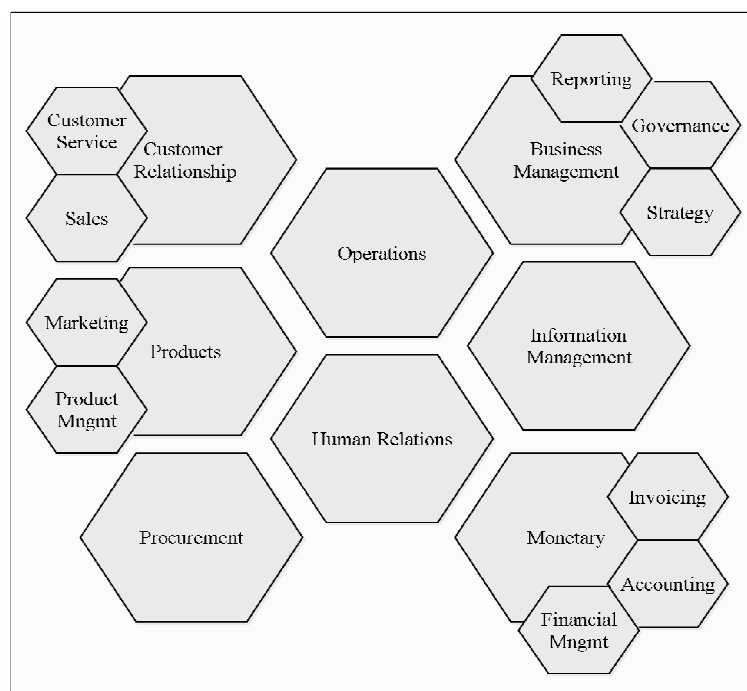 Reporting
Customer
Service
Governance
Customer
Relationship
Business
Management
Sales
Strategy
Operations
Marketing
Products
Information
Management
Product
Mngmt
Human Relations
Invoicing
Procurement
Monetary
Accounting
Financial
Mngmt